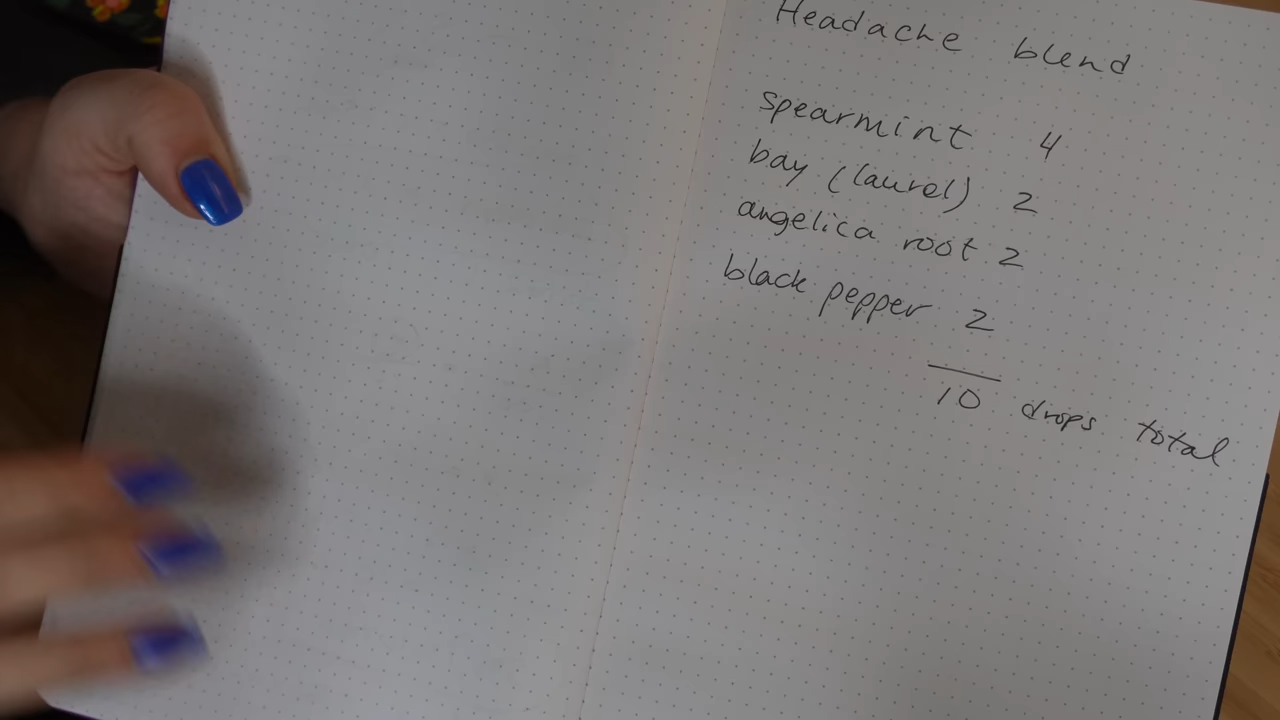 Headache blend
spearmint 4
bay (laurel) 2
angelica root 2
black pepper 2
10 drops total